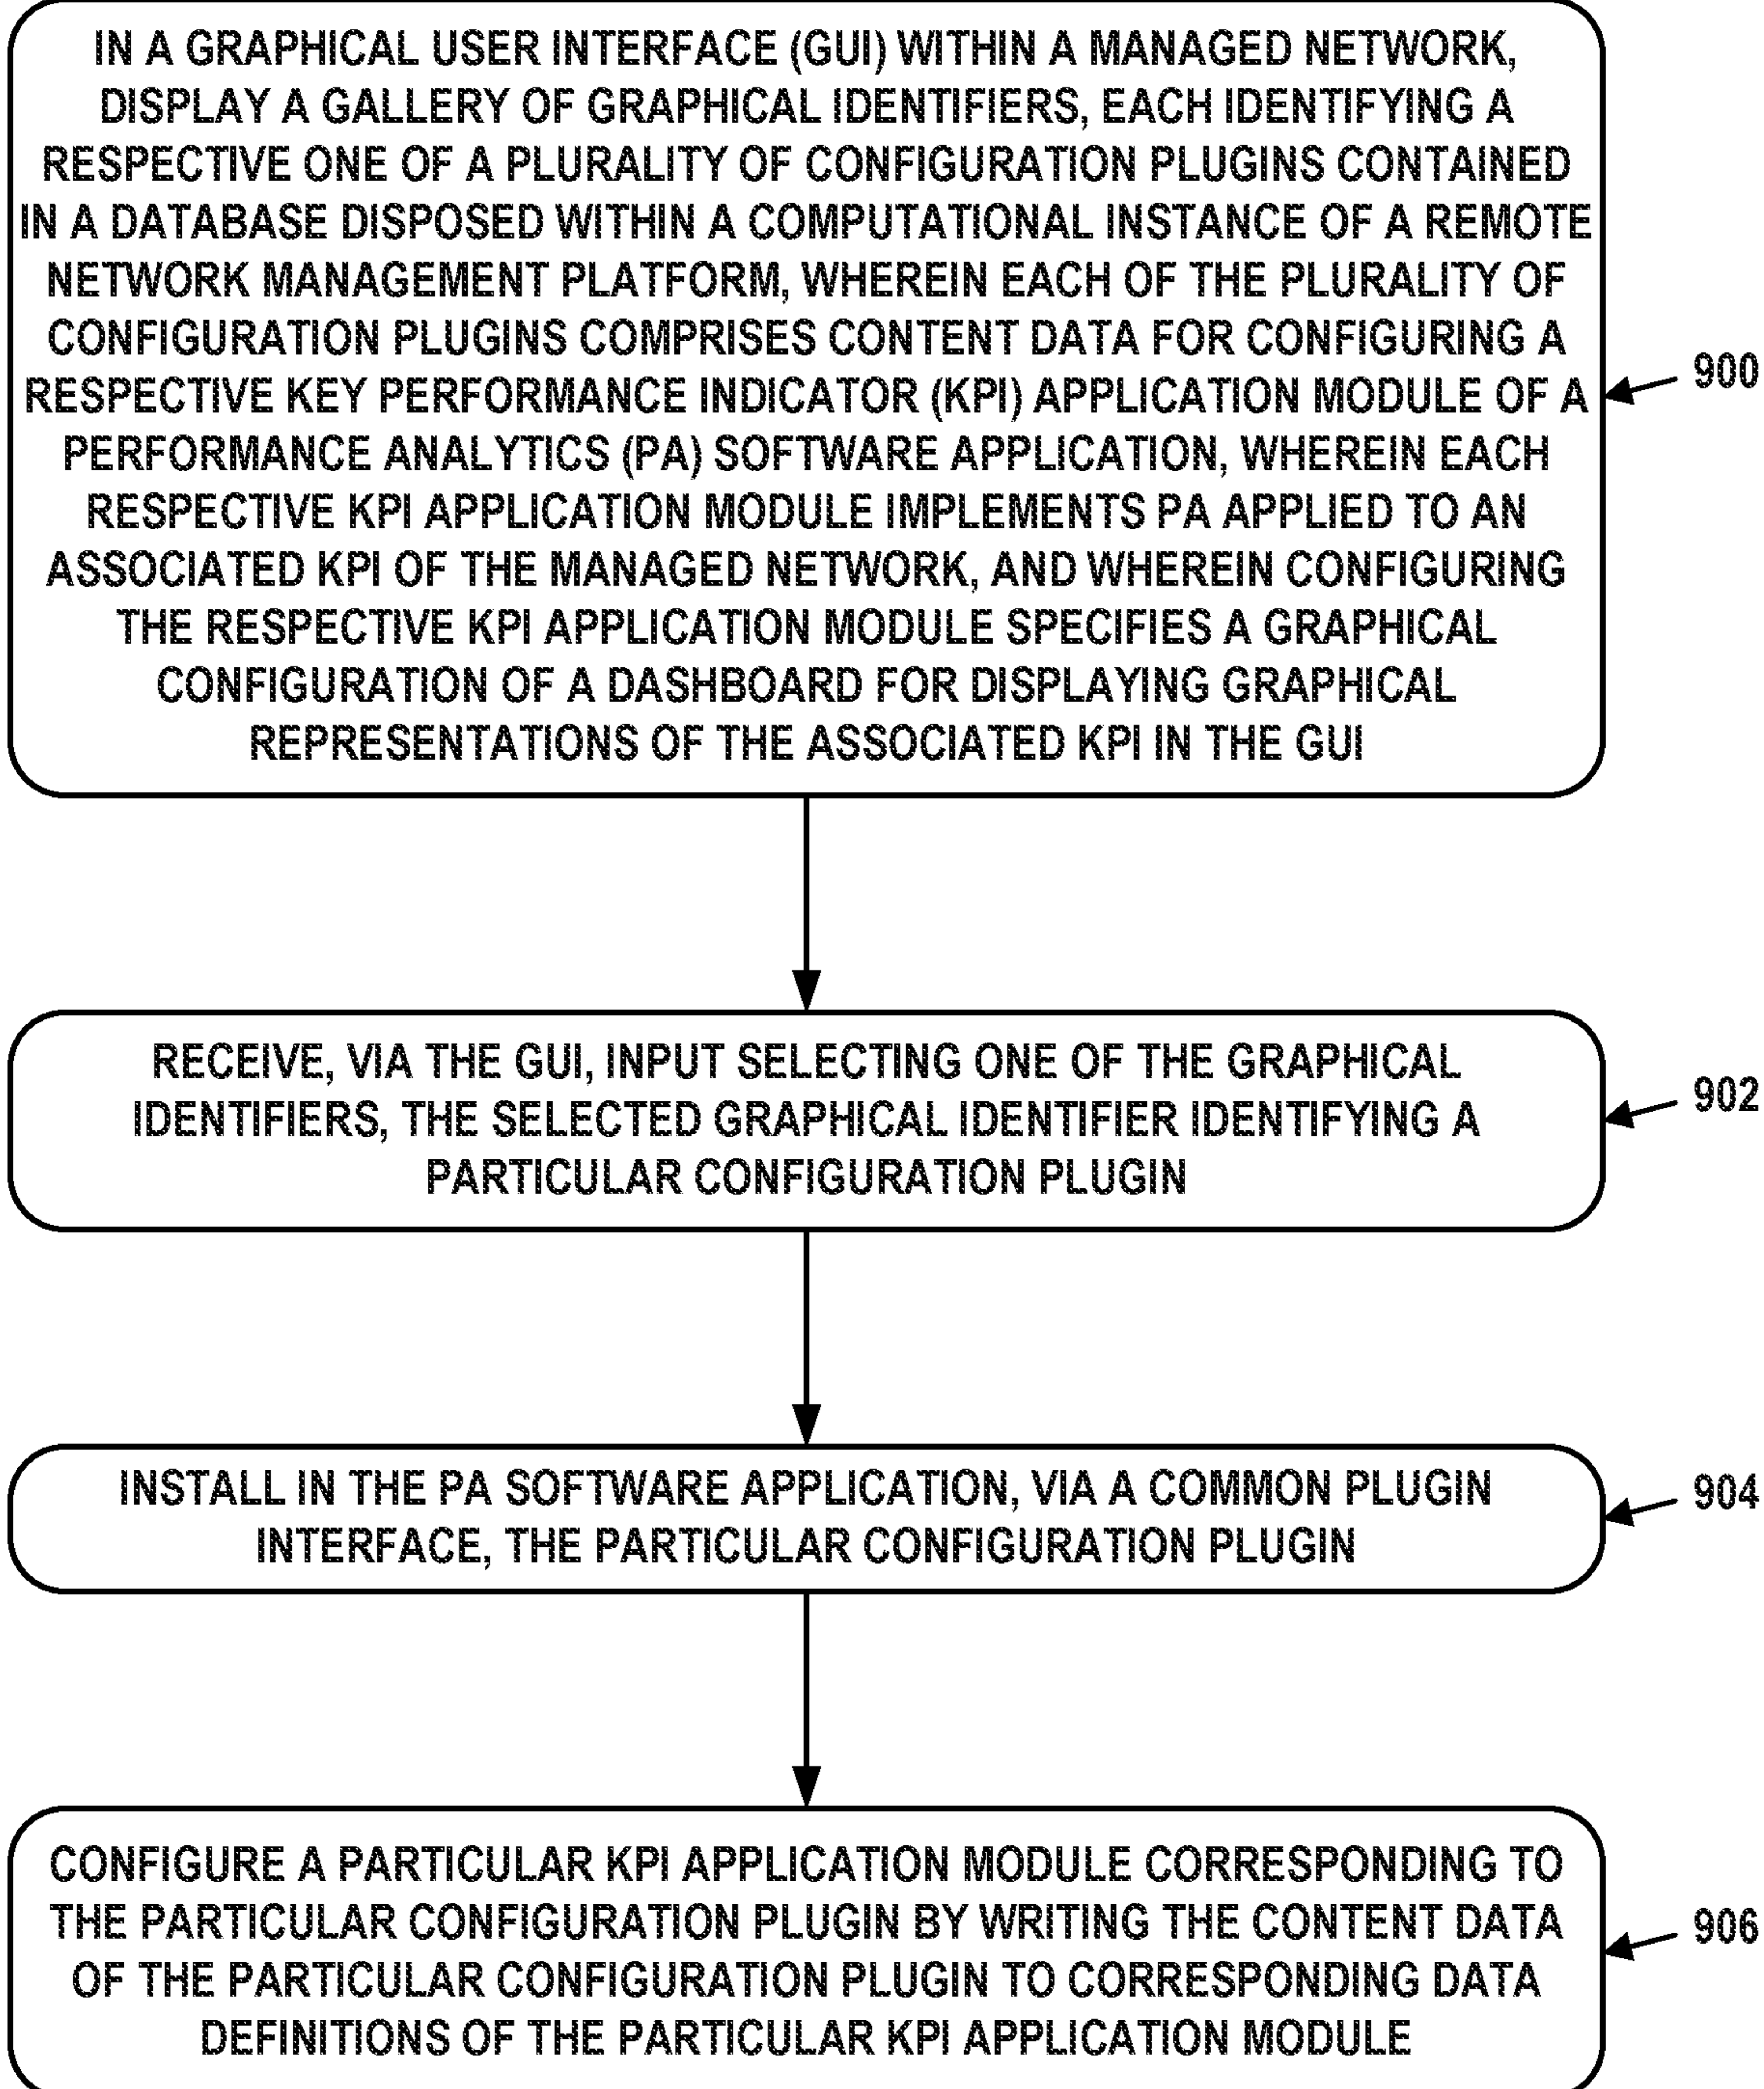 IN A GRAPHICAL USER INTERFACE (GUI) WITHIN A MANAGED NETWORK,
DISPLAY A GALLERY OF GRAPHICAL IDENTIFIERS, EACH IDENTIFYING A
RESPECTIVE ONE OF A PLURALITY OF CONFIGURATION PLUGINS CONTAINED
IN A DATABASE DISPOSED WITHIN A COMPUTATIONAL INSTANCE OF A REMOTE
NETWORK MANAGEMENT PLATFORM, WHEREIN EACH OF THE PLURALITY OF
CONFIGURATION PLUGINS COMPRISES CONTENT DATA FOR CONFIGURING A
RESPECTIVE KEY PERFORMANCE INDICATOR (KPI) APPLICATION MODULE OF A
PERFORMANCE ANALYTICS (PA) SOFTWARE APPLICATION, WHEREIN EACH
RESPECTIVE KPI APPLICATION MODULE IMPLEMENTS PA APPLIED TO AN
ASSOCIATED KPI OF THE MANAGED NETWORK, AND WHEREIN CONFIGURING
THE RESPECTIVE KPI APPLICATION MODULE SPECIFIES A GRAPHICAL
CONFIGURATION OF A DASHBOARD FOR DISPLAYING GRAPHICAL
REPRESENTATIONS OF THE ASSOCIATED KPI IN THE GUI
900
RECEIVE, VIA THE GUI, INPUT SELECTING ONE OF THE GRAPHICAL
IDENTIFIERS, THE SELECTED GRAPHICAL IDENTIFIER IDENTIFYING A
PARTICULAR CONFIGURATION PLUGIN
902
INSTALL IN THE PA SOFTWARE APPLICATION, VIA A COMMON PLUGIN
INTERFACE, THE PARTICULAR CONFIGURATION PLUGIN
904
CONFIGURE A PARTICULAR KPI APPLICATION MODULE CORRESPONDING TO
THE PARTICULAR CONFIGURATION PLUGIN BY WRITING THE CONTENT DATA
OF THE PARTICULAR CONFIGURATION PLUGIN TO CORRESPONDING DATA
DEFINITIONS OF THE PARTICULAR KPI APPLICATION MODULE
906